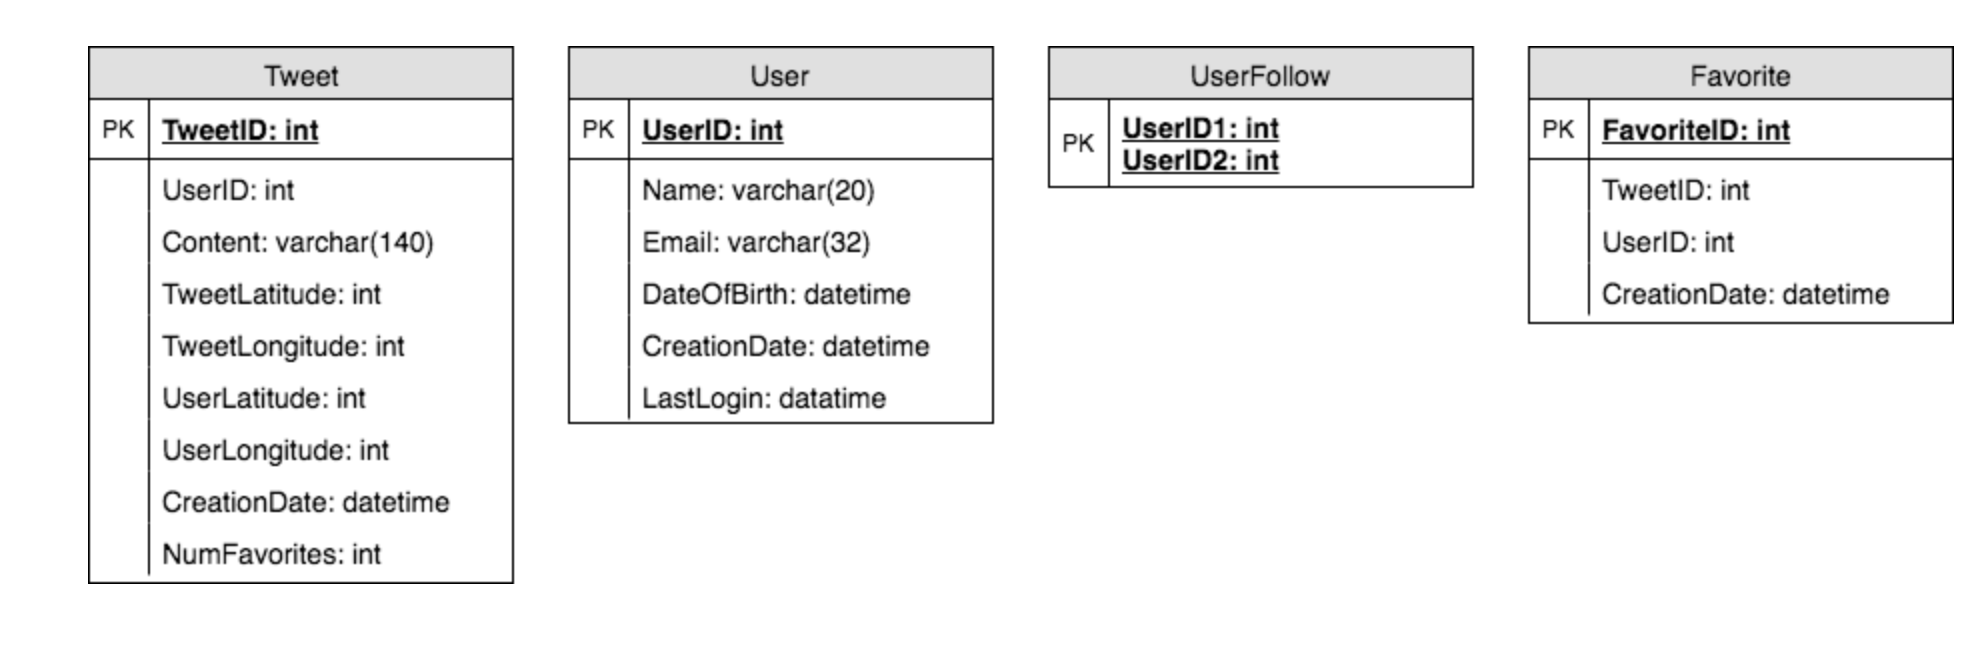 Tweet
PK
TweetID: int
UserID: int
Content: varchar(140)
TweetLatitude: int
TweetLongitude: int
UserLatitude: int
UserLongitude: int
CreationDate: datetime
NumFavorites: int
User
PK
UserID: int
Name: varchar(20)
Email: varchar(32)
DateOfBirth: datetime
CreationDate: datetime
LastLogin: datatime
UserFollow
PK
UserID1: int
UserID2: int
Favorite
PK
FavoriteID: int
TweetID: int
UserID: int
CreationDate: datetime